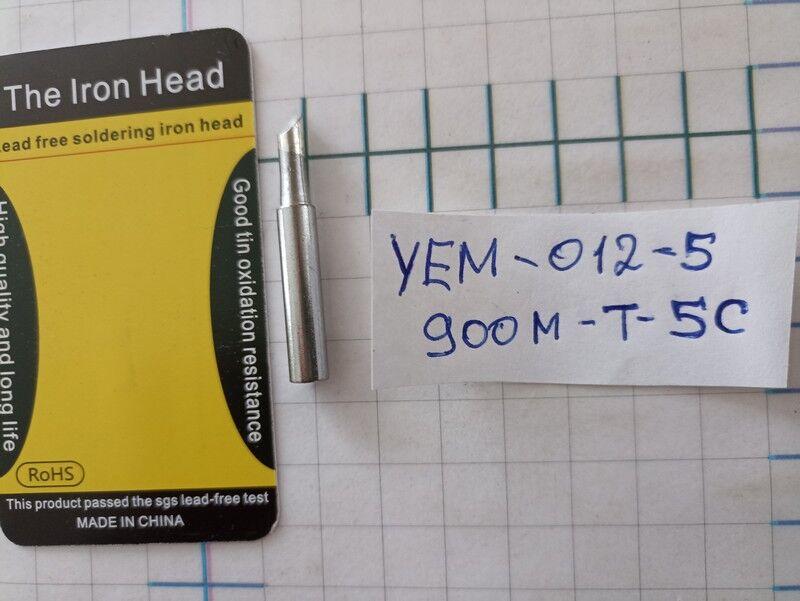 The Iron Head
ead free soldering iron head
High quality and long life
Good tin oxidation resistance
RoHS
This product passed the sgs lead-free test
MADE IN CHINA
YEM-012-5
900M-T-5C